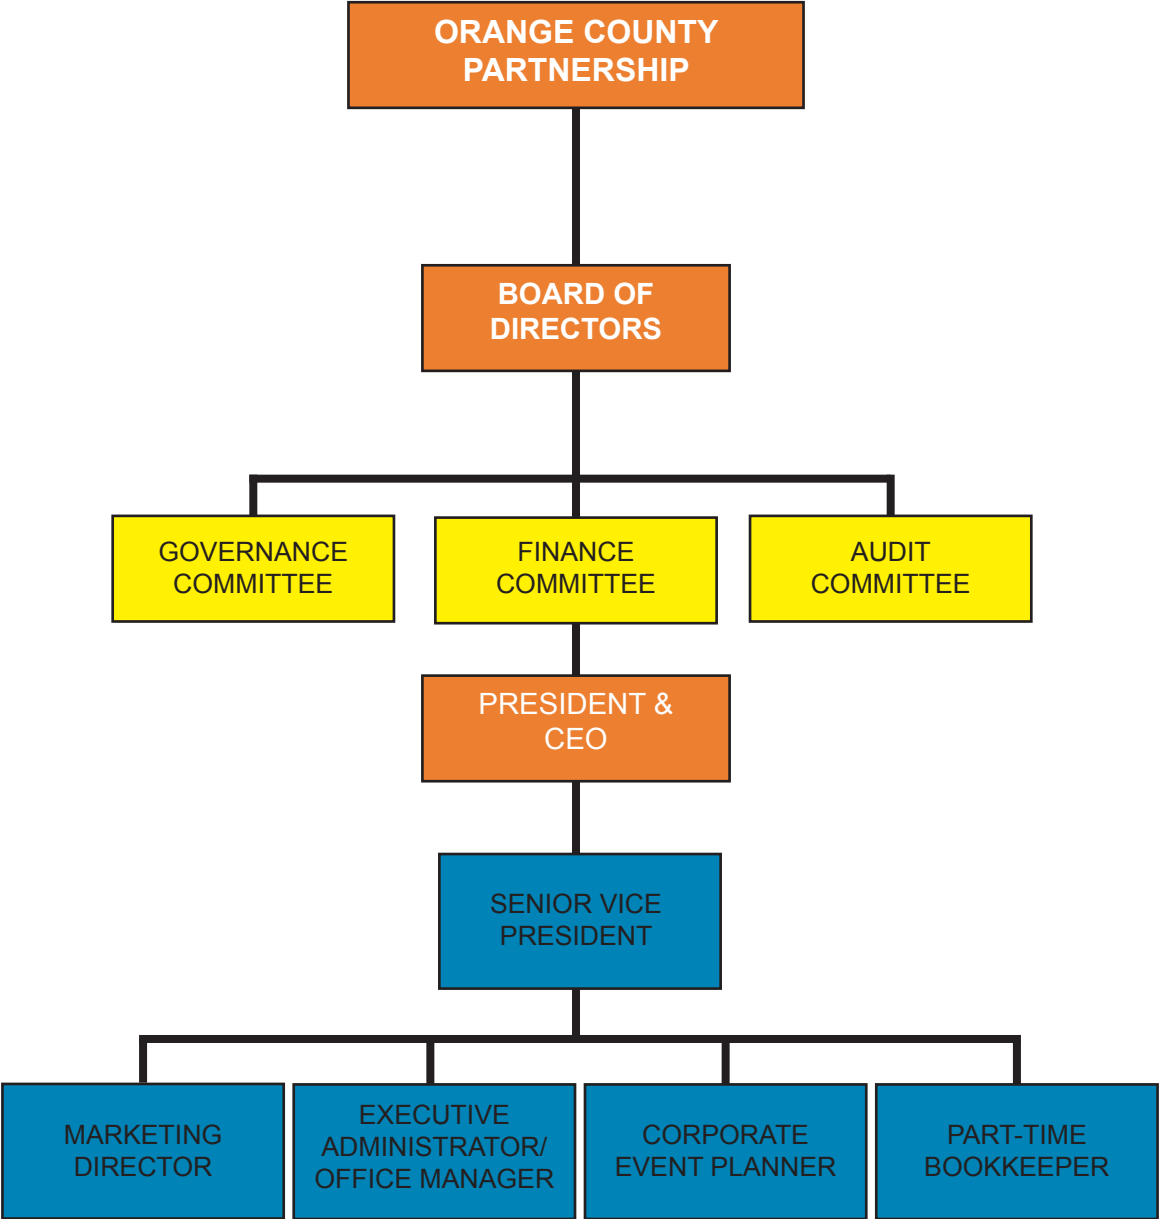 ORANGE COUNTY
PARTNERSHIP
BOARD OF
DIRECTORS
GOVERNANCE
COMMITTEE
FINANCE
COMMITTEE
AUDIT
COMMITTEE
PRESIDENT &
CEO
SENIOR VICE
PRESIDENT
MARKETING
DIRECTOR
EXECUTIVE
ADMINISTRATOR/
OFFICE MANAGER
CORPORATE
EVENT PLANNER
PART-TIME
BOOKKEEPER